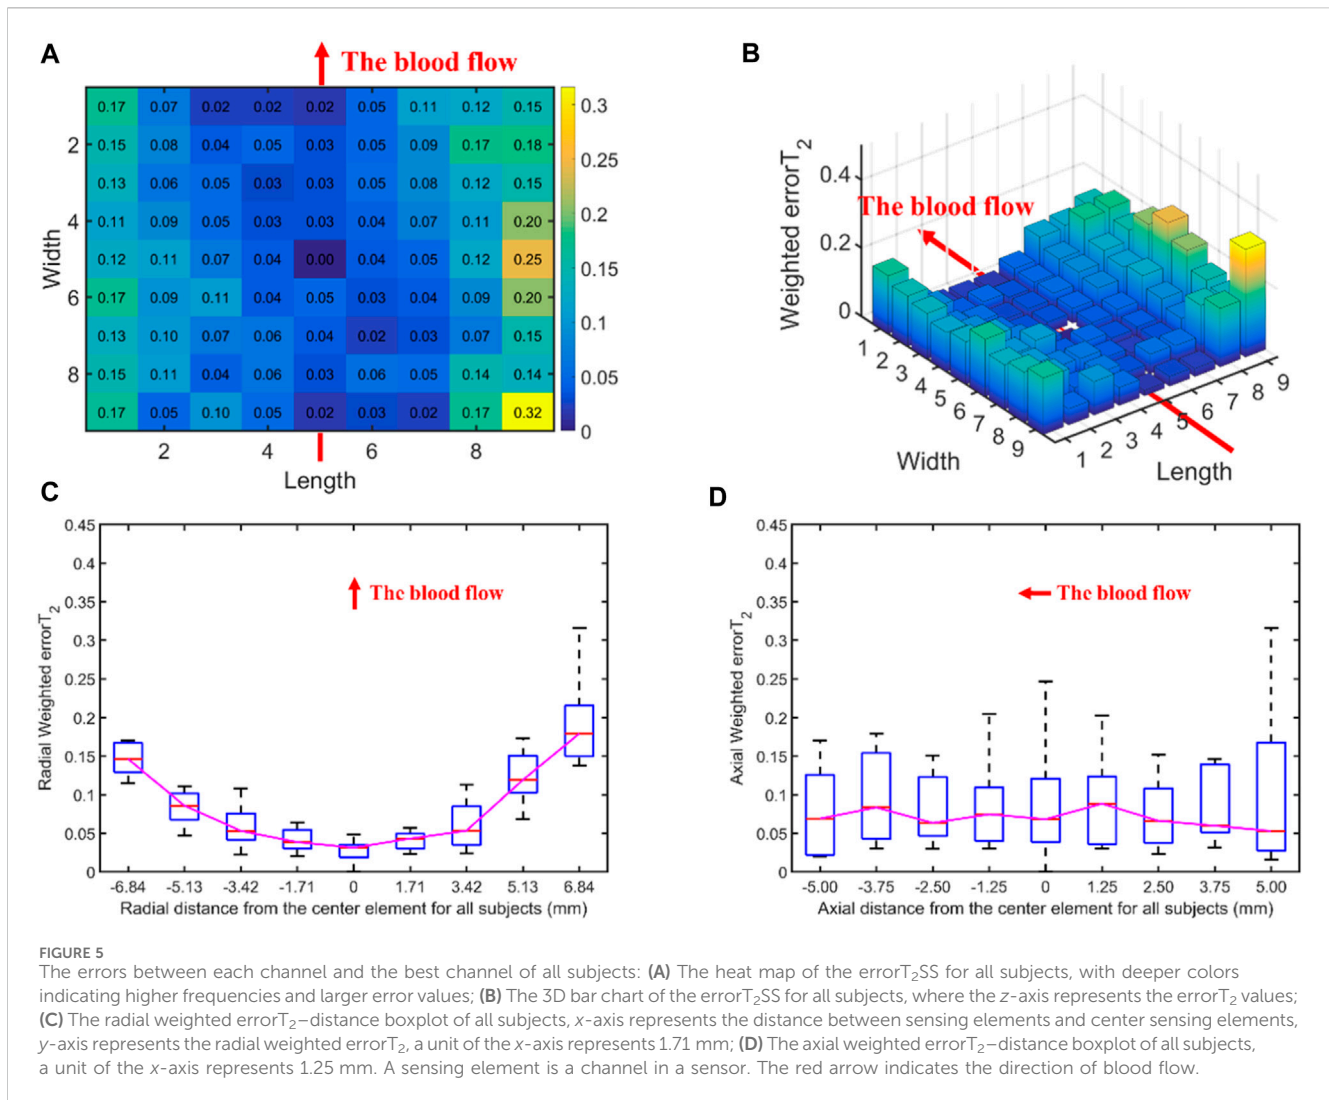 A
The blood flow
0.17 0.07 0.02 0.02 0.02 0.05 0.11 0.12 0.15
0.15 0.08 0.04 0.05 0.03 0.05 0.09 0.17 0.18
0.13 0.06 0.05 0.03 0.03 0.05 0.08 0.12 0.15
0.11 0.09 0.05 0.03 0.03 0.04 0.07 0.11 0.20
0.12 0.11 0.07 0.04 0.00 0.04 0.05 0.12 0.25
0.17 0.09 0.11 0.04 0.05 0.03 0.04 0.09 0.20
0.13 0.10 0.07 0.06 0.04 0.02 0.03 0.07 0.15
0.15 0.11 0.04 0.06 0.03 0.06 0.05 0.14 0.14
0.17 0.05 0.10 0.05 0.02 0.03 0.02 0.17 0.32
2
4
6
8
Width
2 4 6 8
Length
0.3
0.25
0.2
0.15
0.1
0.05
0
B
The blood flow
Weighted errorT2
0.4
0.2
0
1 2 3 4 5 6 7 8 9
Width
1 2 3 4 5 6 7 8 9
Length
C
The blood flow
Radial Weighted errorT2
0.45
0.4
0.35
0.3
0.25
0.2
0.15
0.1
0.05
0
-6.84 -5.13 -3.42 -1.71 0 1.71 3.42 5.13 6.84
Radial distance from the center element for all subjects (mm)
D
The blood flow
Axial Weighted errorT2
0.45
0.4
0.35
0.3
0.25
0.2
0.15
0.1
0.05
0
-5.00 -3.75 -2.50 -1.25 0 1.25 2.50 3.75 5.00
Axial distance from the center element for all subjects (mm)
FIGURE 5
The errors between each channel and the best channel of all subjects: (A) The heat map of the errorT2SS for all subjects, with deeper colors
indicating higher frequencies and larger error values; (B) The 3D bar chart of the errorT2SS for all subjects, where the z-axis represents the errorT2 values;
(C) The radial weighted errorT2–distance boxplot of all subjects, x-axis represents the distance between sensing elements and center sensing elements,
y-axis represents the radial weighted errorT2, a unit of the x-axis represents 1.71 mm; (D) The axial weighted errorT2–distance boxplot of all subjects,
a unit of the x-axis represents 1.25 mm. A sensing element is a channel in a sensor. The red arrow indicates the direction of blood flow.